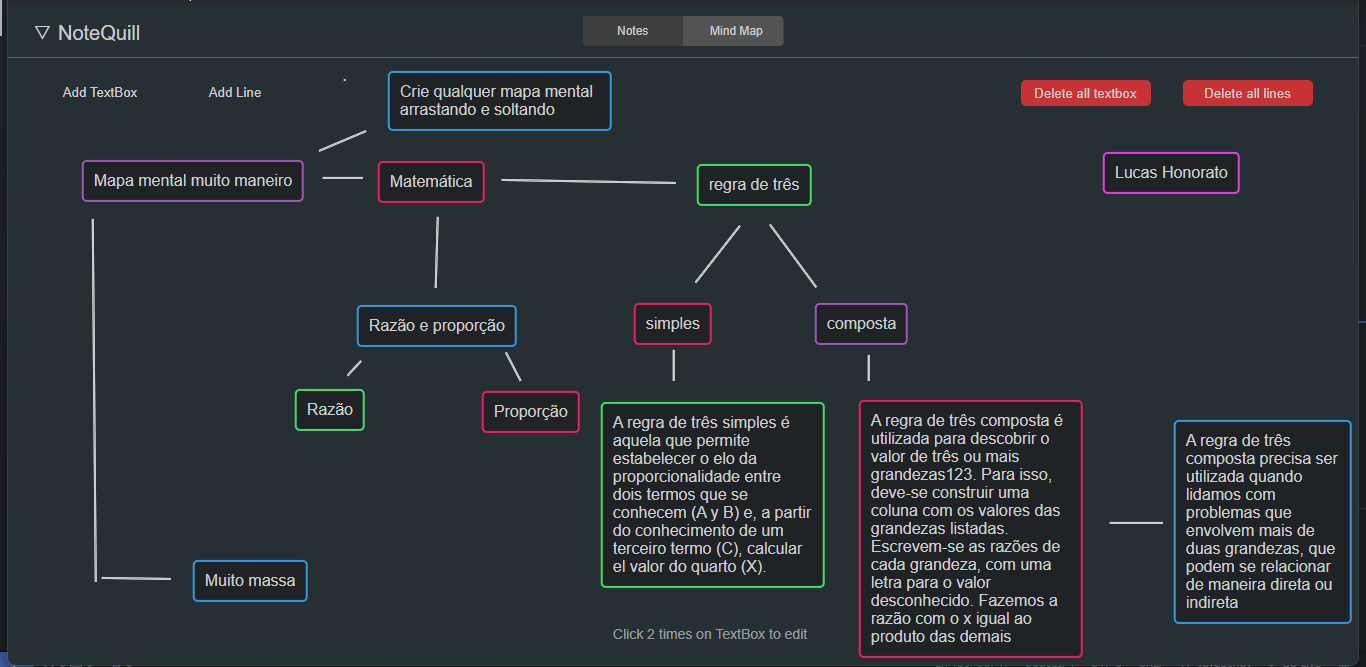 ▽ NoteQuill
Notes
Mind Map
Add TextBox
Add Line
Delete all textbox
Delete all lines
Crie qualquer mapa mental
arrastando e soltando
Mapa mental muito maneiro
Matemática
regra de três
Lucas Honorato
Razão e proporção
simples
composta
Razão
Proporção
A regra de três simples é
aquela que permite
estabelecer o elo da
proporcionalidade entre
dois termos que se
conhecem (A y B) e, a partir
do conhecimento de um
terceiro termo (C), calcular
el valor do quarto (X).
A regra de três composta é
utilizada para descobrir o
valor de três ou mais
grandezas123. Para isso,
deve-se construir uma
coluna com os valores das
grandezas listadas.
Escrevem-se as razões de
cada grandeza, com uma
letra para o valor
desconhecido. Fazemos a
razão com o x igual ao
produto das demais
A regra de três
composta precisa ser
utilizada quando
lidamos com
problemas que
envolvem mais de
duas grandezas, que
podem se relacionar
de maneira direta ou
indireta
Muito massa
Click 2 times on TextBox to edit